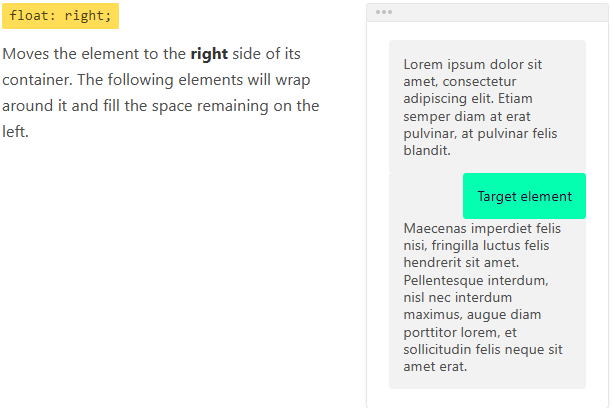 float: right;
Moves the element to the right side of its
container. The following elements will wrap
around it and fill the space remaining on the
left.
Lorem ipsum dolor sit
amet, consectetur
adipiscing elit. Etiam
semper diam at erat
pulvinar, at pulvinar felis
blandit.
Target element
Maecenas imperdiet felis
nisi, fringilla luctus felis
hendrerit sit amet.
Pellentesque interdum,
nisl nec interdum
maximus, augue diam
porttitor lorem, et
sollicitudin felis neque sit
amet erat.